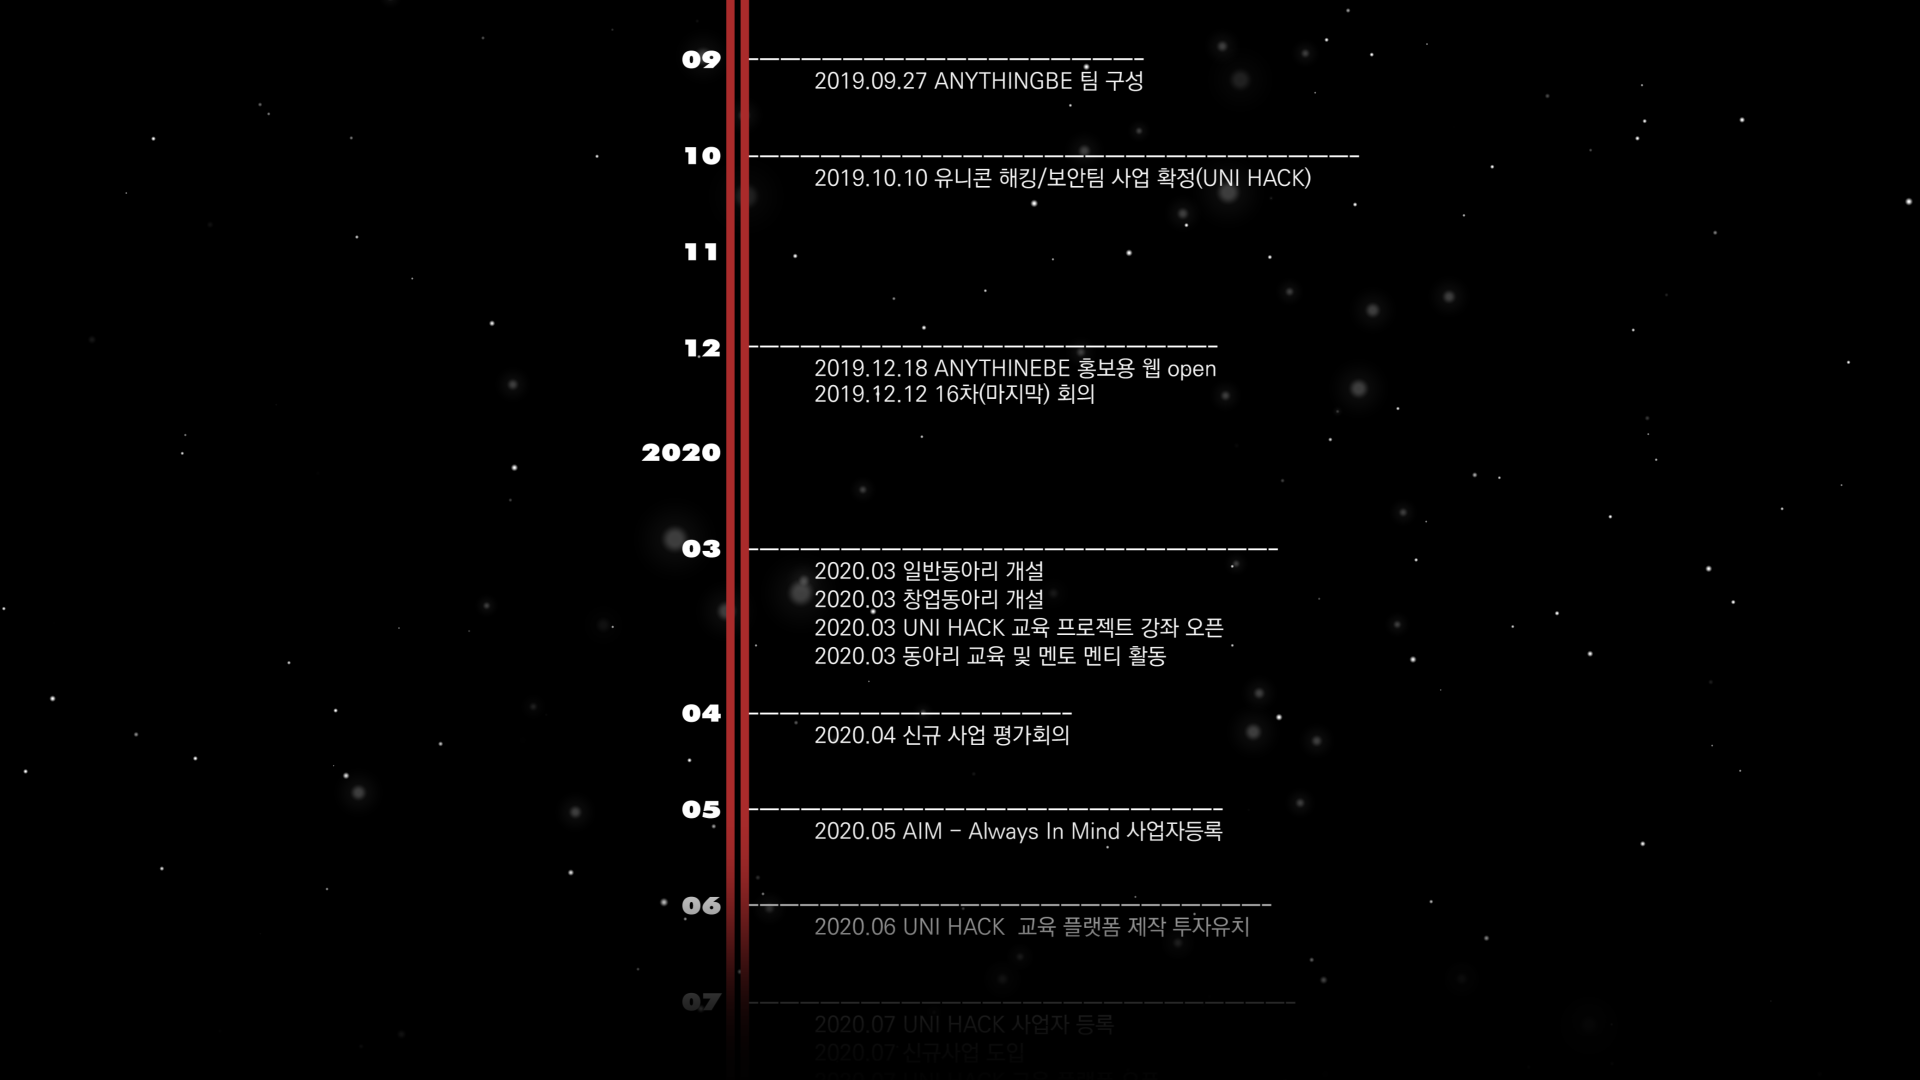 09
2019.09.27 ANYTHINGBE 팀 구성
10
2019.10.10 유니콘 해킹/보안팀 사업 확정(UNI HACK)
11
12
2019.12.18 ANYTHINEBE 홍보용 웹 open
2019.12.12 16차(마지막) 회의
2020
03
2020.03 일반동아리 개설
2020.03 창업동아리 개설
2020.03 UNI HACK 교육 프로젝트 강좌 오픈
2020.03 동아리 교육 및 멘토 멘티 활동
04
2020.04 신규 사업 평가회의
05
2020.05 AIM - Always In Mind 사업자등록
06
2020.06 UNI HACK 교육 플랫폼 제작 투자유치
07
2020.07 UNI HACK 사업자 등록
2020.07 신규사업 도입